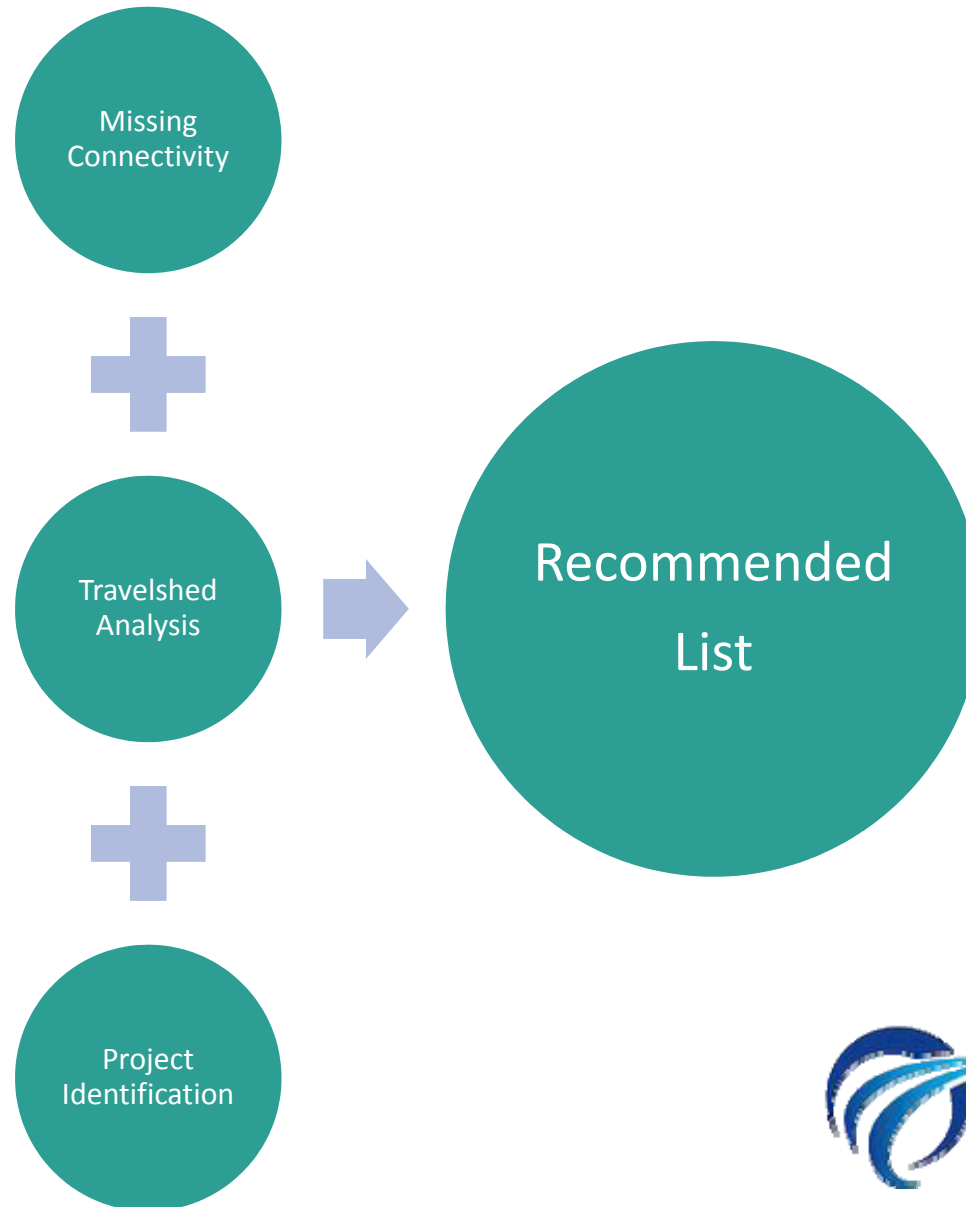 Missing
Connectivity
Travelshed
Analysis
Project
Identification
Recommended
List